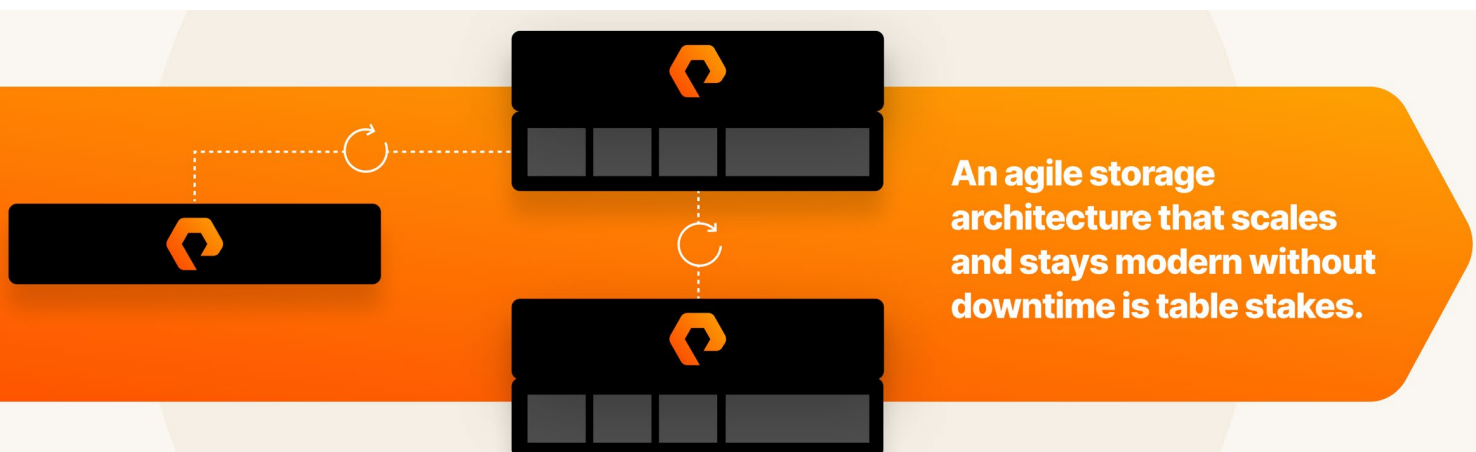 An agile storage
architecture that scales
and stays modern without
downtime is table stakes.